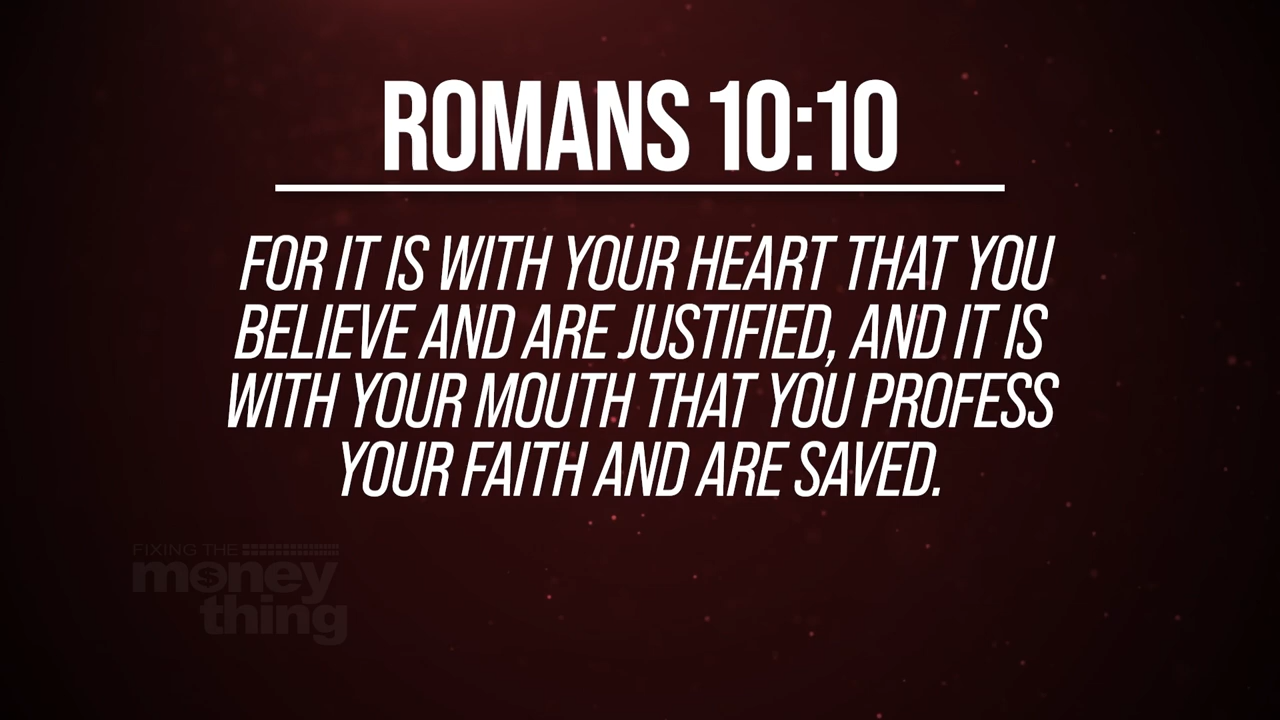 ROMANS 10:10
FOR IT IS WITH YOUR HEART THAT YOU
BELIEVE AND ARE JUSTIFIED, AND IT IS
WITH YOUR MOUTH THAT YOU PROFESS
YOUR FAITH AND ARE SAVED.
FIXING THE
money
thing